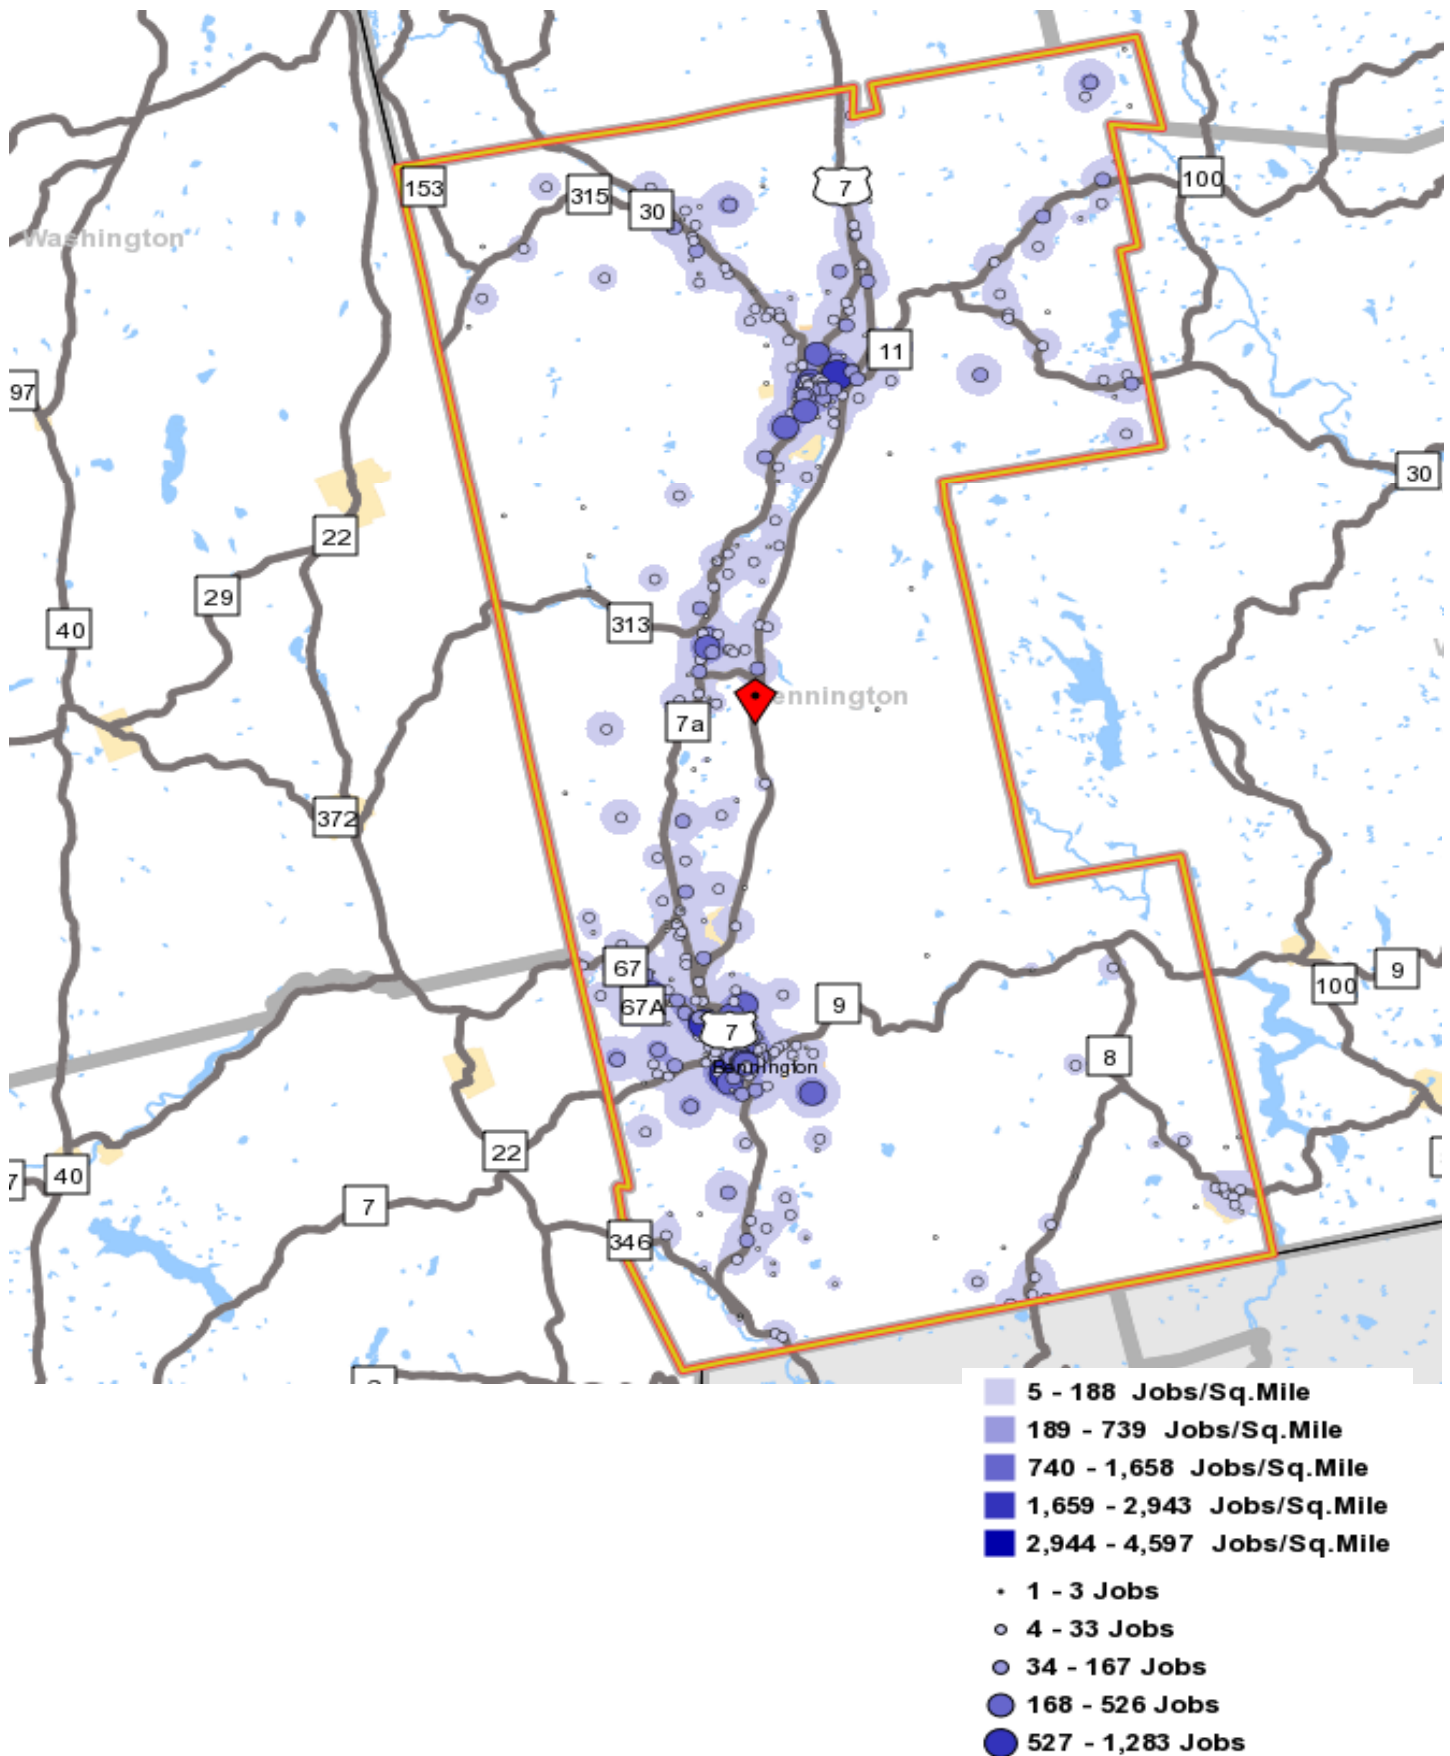 7
153
315
30
100
Washington
11
97
30
22
29
40
313
ennington
7a
372
67
9
100
9
67A
7
8
Bennington
22
40
7
7
346
5 - 188 Jobs/Sq.Mile
189 - 739 Jobs/Sq.Mile
740 - 1,658 Jobs/Sq.Mile
1,659 - 2,943 Jobs/Sq.Mile
2,944 - 4,597 Jobs/Sq.Mile
1 - 3 Jobs
4 - 33 Jobs
34 - 167 Jobs
168 - 526 Jobs
527 - 1,283 Jobs